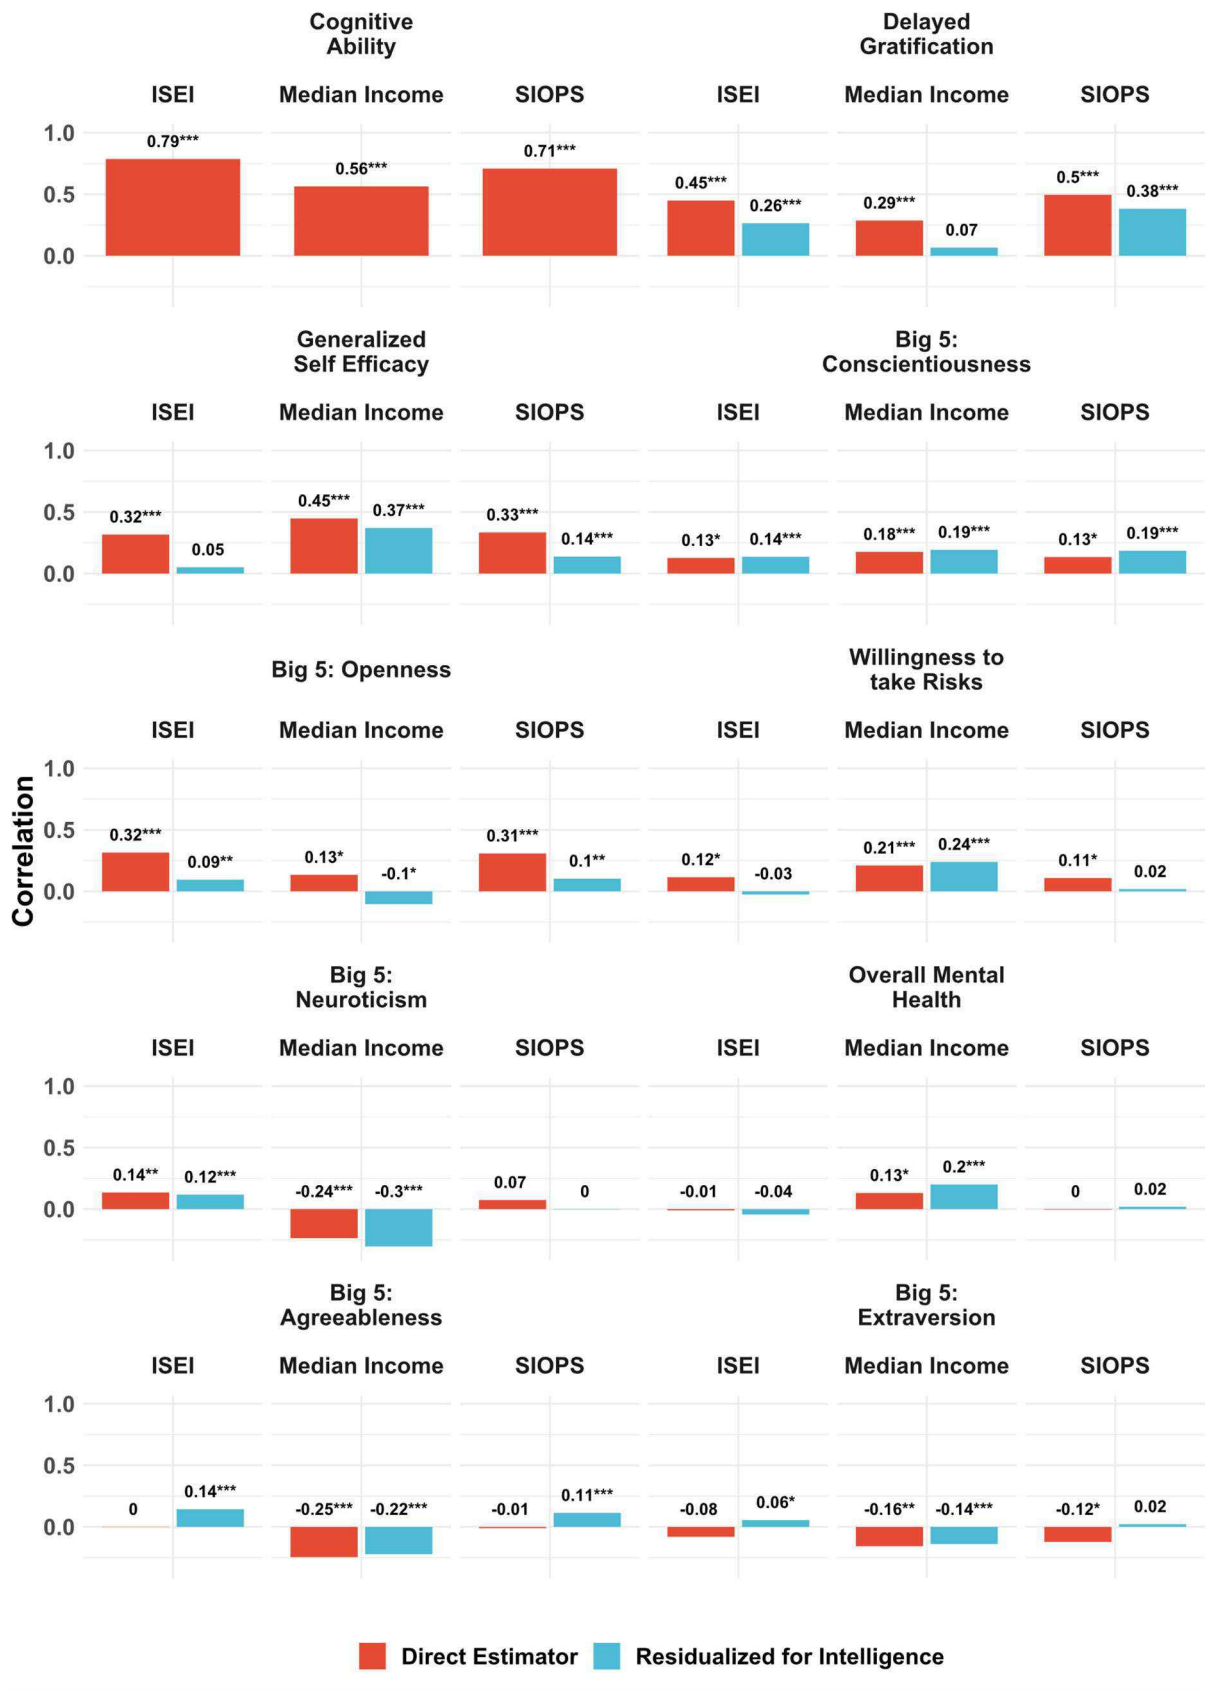 Cognitive
Ability
Delayed
Gratification
ISEI Median Income SIOPS ISEI Median Income SIOPS
1.0
0.5
0.0
0.79*** 0.56*** 0.71*** 0.45*** 0.26*** 0.29*** 0.07 0.5*** 0.38***
Generalized
Self Efficacy
Big 5:
Conscientiousness
ISEI Median Income SIOPS ISEI Median Income SIOPS
1.0
0.5
0.0
0.32*** 0.05 0.45*** 0.37*** 0.33*** 0.14*** 0.13* 0.14*** 0.18*** 0.19*** 0.13* 0.19***
Big 5: Openness
Willingness to
take Risks
ISEI Median Income SIOPS ISEI Median Income SIOPS
1.0
0.5
0.0
0.32*** 0.09** 0.13* -0.1* 0.31*** 0.1** 0.12* -0.03 0.21*** 0.24*** 0.11* 0.02
Correlation
Big 5:
Neuroticism
Overall Mental
Health
ISEI Median Income SIOPS ISEI Median Income SIOPS
1.0
0.5
0.0
0.14** 0.12*** -0.24*** -0.3*** 0.07 0 -0.01 -0.04 0.13* 0.2*** 0 0.02
Big 5:
Agreeableness
Big 5:
Extraversion
ISEI Median Income SIOPS ISEI Median Income SIOPS
1.0
0.5
0.0
0 0.14*** -0.25*** -0.22*** -0.01 0.11*** -0.08 0.06* -0.16** -0.14*** -0.12* 0.02
Direct Estimator Residualized for Intelligence